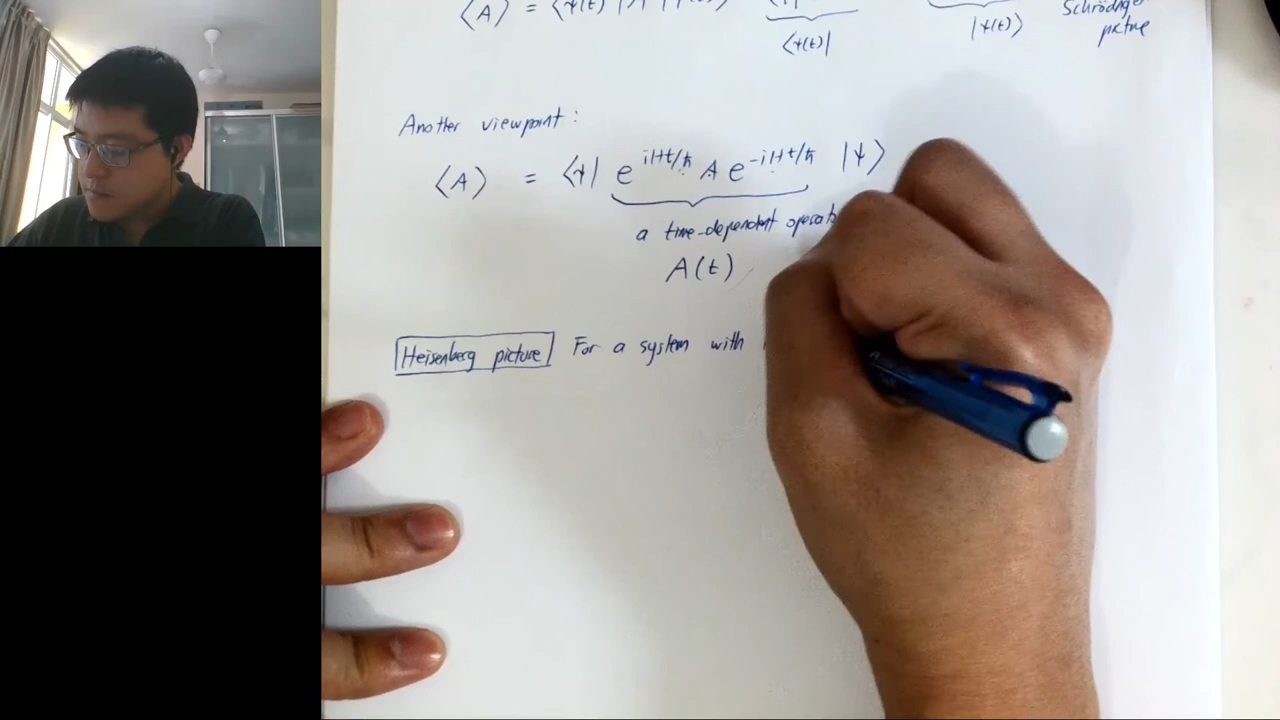 ⟨A⟩ = ⟨ψ(t)|
⟨ψ(t)| |ψ(t)⟩ Schrödinger
picture
Another viewpoint:
⟨A⟩ = ⟨ψ| e^{iHt/ħ} A e^{-iHt/ħ} |ψ⟩
a time-dependent
A(t)
Heisenberg picture For a system with